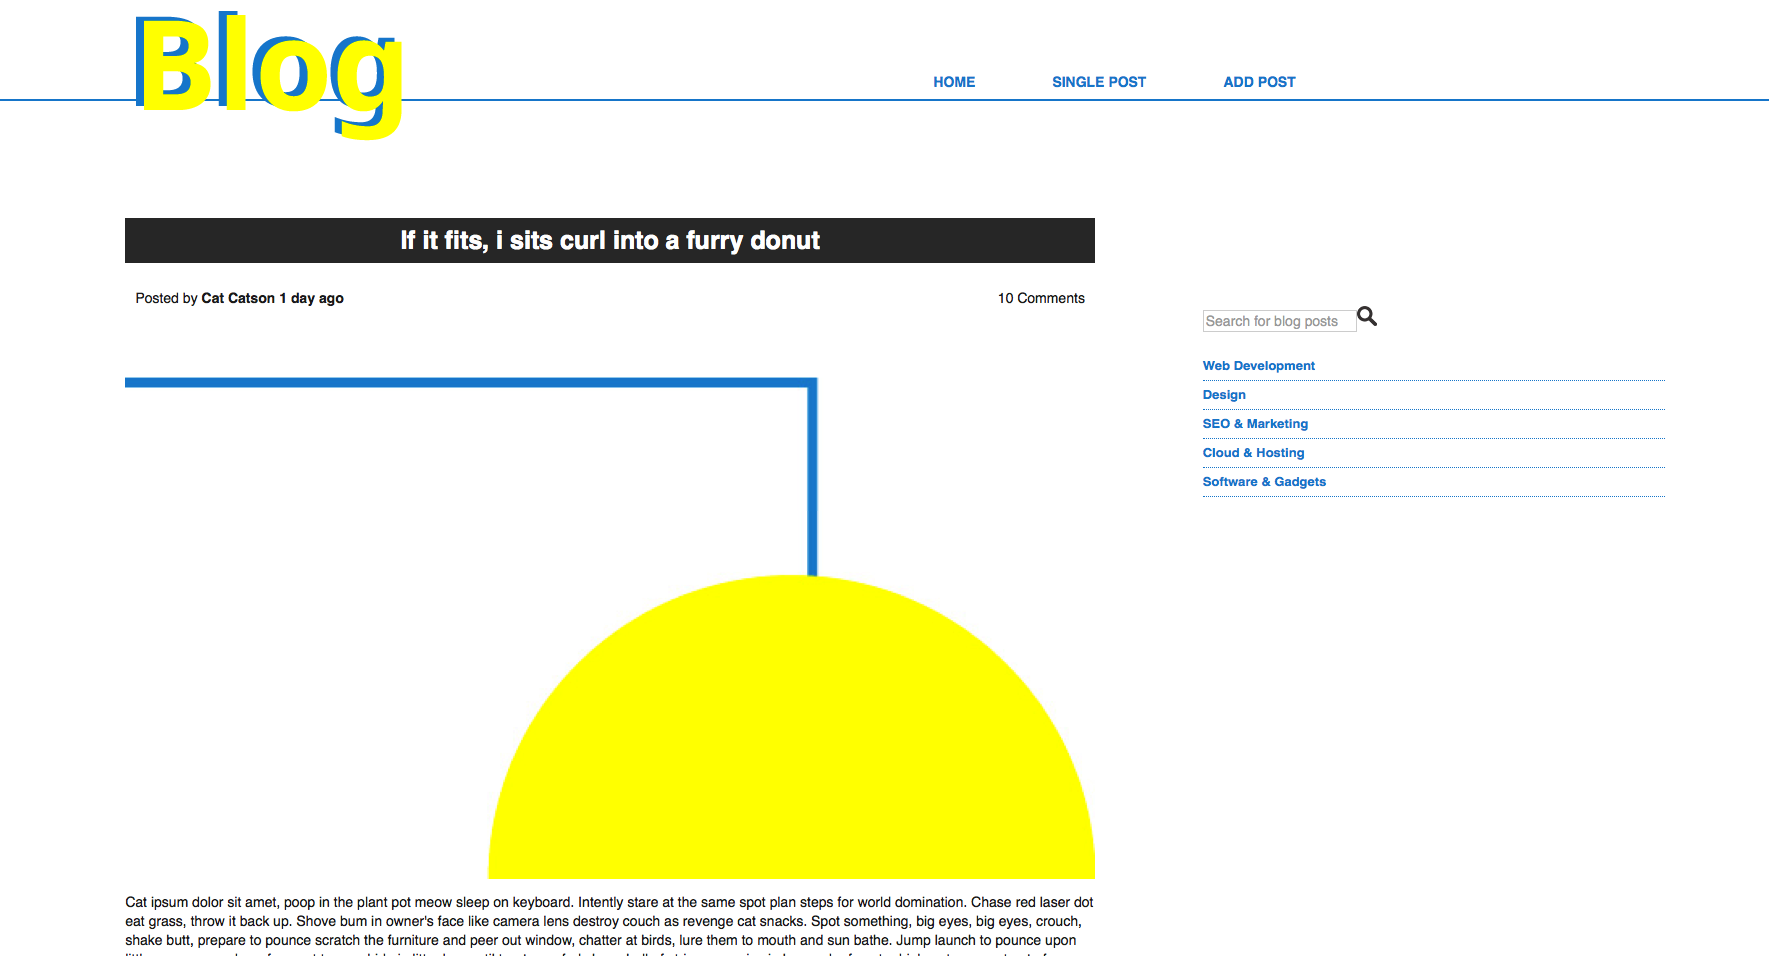 Blog
HOME SINGLE POST ADD POST
If it fits, i sits curl into a furry donut
Posted by Cat Catson 1 day ago 10 Comments
Search for blog posts
Web Development
Design
SEO & Marketing
Cloud & Hosting
Software & Gadgets
Cat ipsum dolor sit amet, poop in the plant pot meow sleep on keyboard. Intently stare at the same spot plan steps for world domination. Chase red laser dot
eat grass, throw it back up. Shove bum in owner's face like camera lens destroy couch as revenge cat snacks. Spot something, big eyes, big eyes, crouch,
shake butt, prepare to pounce scratch the furniture and peer out window, chatter at birds, lure them to mouth and sun bathe. Jump launch to pounce upon